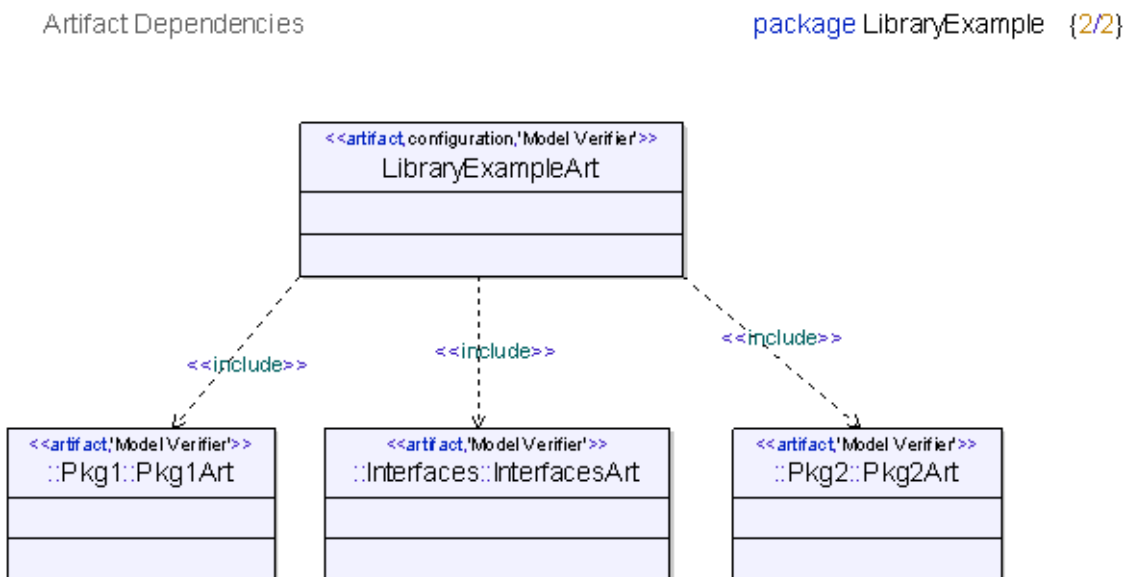 Artifact Dependencies
package LibraryExample {2/2}
<<artifact,configuration,'Model Verifier'>>
LibraryExampleArt
<<include>>
<<include>>
<<include>>
<<artifact,'Model Verifier'>>
::Pkg1::Pkg1Art
<<artifact,'Model Verifier'>>
::Interfaces::InterfacesArt
<<artifact,'Model Verifier'>>
::Pkg2::Pkg2Art